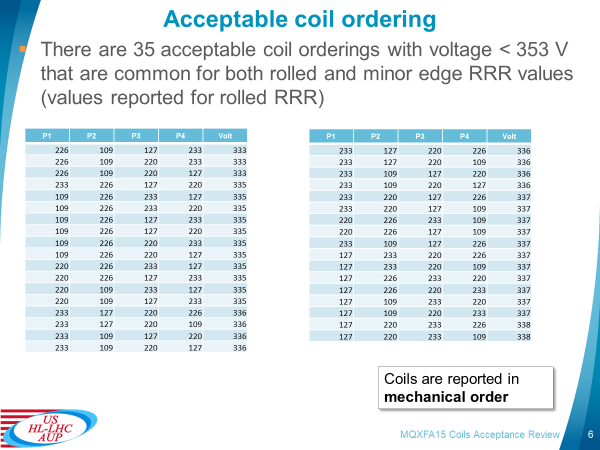 Acceptable coil ordering
There are 35 acceptable coil orderings with voltage < 353 V
that are common for both rolled and minor edge RRR values
(values reported for rolled RRR)
P1 P2 P3 P4 Volt
226 109 127 233 333
226 109 220 233 333
226 109 220 127 333
233 226 127 220 335
109 226 233 127 335
109 226 233 220 335
109 226 127 233 335
109 226 127 220 335
109 226 220 233 335
109 226 220 127 335
220 226 233 127 335
220 226 127 233 335
220 109 233 127 335
220 109 127 233 335
233 127 220 226 336
233 127 220 109 336
233 109 127 220 336
233 109 220 127 336
P1 P2 P3 P4 Volt
233 127 220 226 336
233 127 220 109 336
233 109 127 220 336
233 109 220 127 336
233 220 127 226 337
233 220 127 109 337
220 226 233 109 337
220 226 127 109 337
233 109 127 226 337
127 233 220 226 337
127 233 220 109 337
127 226 233 220 337
127 226 220 233 337
127 109 233 220 337
127 109 220 233 337
127 220 233 226 338
127 220 233 109 338
Coils are reported in
mechanical order
US
HL-LHC
AUP
MQXFA15 Coils Acceptance Review 6